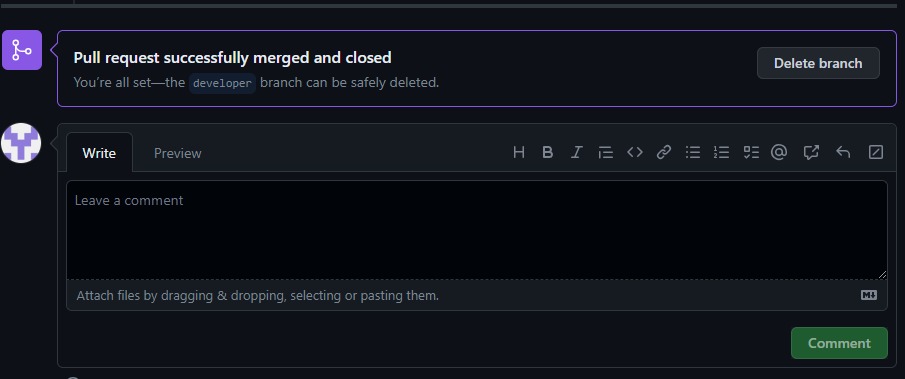 Pull request successfully merged and closed
You're all set—the developer branch can be safely deleted.
Delete branch
Write
Preview
Leave a comment
Attach files by dragging & dropping, selecting or pasting them.
Comment